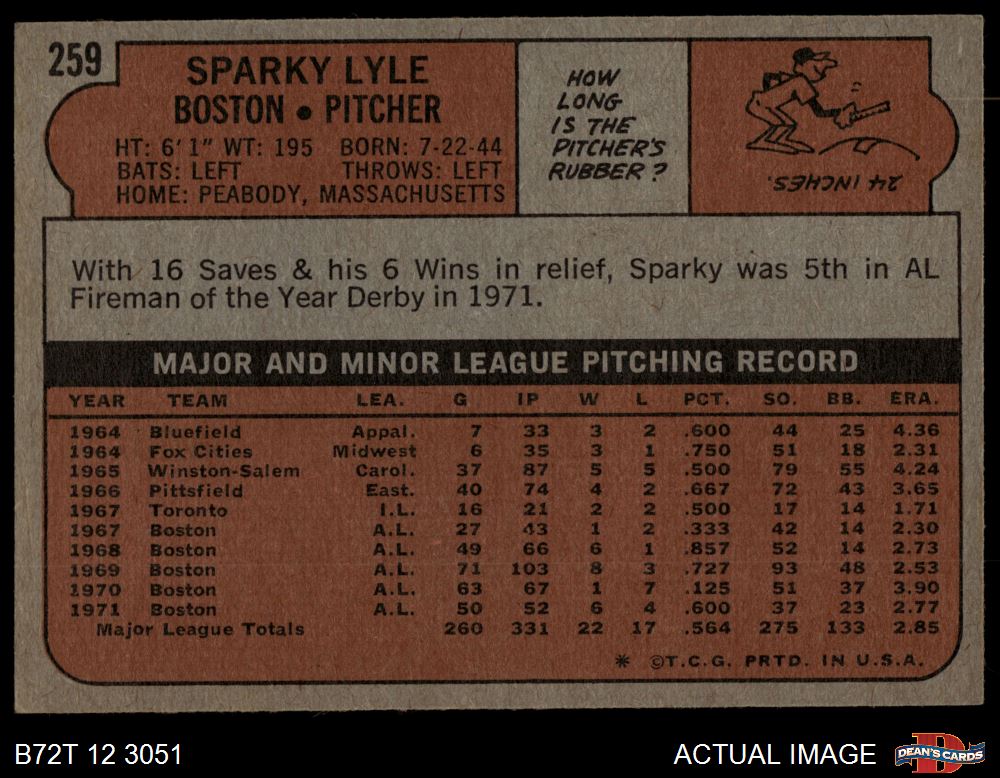 259
SPARKY LYLE
BOSTON • PITCHER
HT: 6'1" WT: 195 BORN: 7-22-44
BATS: LEFT THROWS: LEFT
HOME: PEABODY, MASSACHUSETTS
HOW
LONG
IS THE
PITCHER'S
RUBBER?
24 INCHES.
With 16 Saves & his 6 Wins in relief, Sparky was 5th in AL
Fireman of the Year Derby in 1971.
MAJOR AND MINOR LEAGUE PITCHING RECORD
YEAR TEAM LEA. G IP W L PCT. SO. BB. ERA.
1964 Bluefield Appal. 7 33 3 2 .600 44 25 4.36
1964 Fox Cities Midwest 6 35 3 1 .750 51 18 2.31
1965 Winston-Salem Carol. 37 87 5 5 .500 79 55 4.24
1966 Pittsfield East. 40 74 4 2 .667 72 43 3.65
1967 Toronto I.L. 16 21 2 2 .500 17 14 1.71
1967 Boston A.L. 27 43 1 2 .333 42 14 2.30
1968 Boston A.L. 49 66 6 1 .857 52 14 2.73
1969 Boston A.L. 71 103 8 3 .727 93 48 2.53
1970 Boston A.L. 63 67 1 7 .125 51 37 3.90
1971 Boston A.L. 50 52 6 4 .600 37 23 2.77
Major League Totals 260 331 22 17 .564 275 133 2.85
* ©T.C.G. PRTD. IN U.S.A.
B72T 12 3051
ACTUAL IMAGE
DEAN'S CARDS